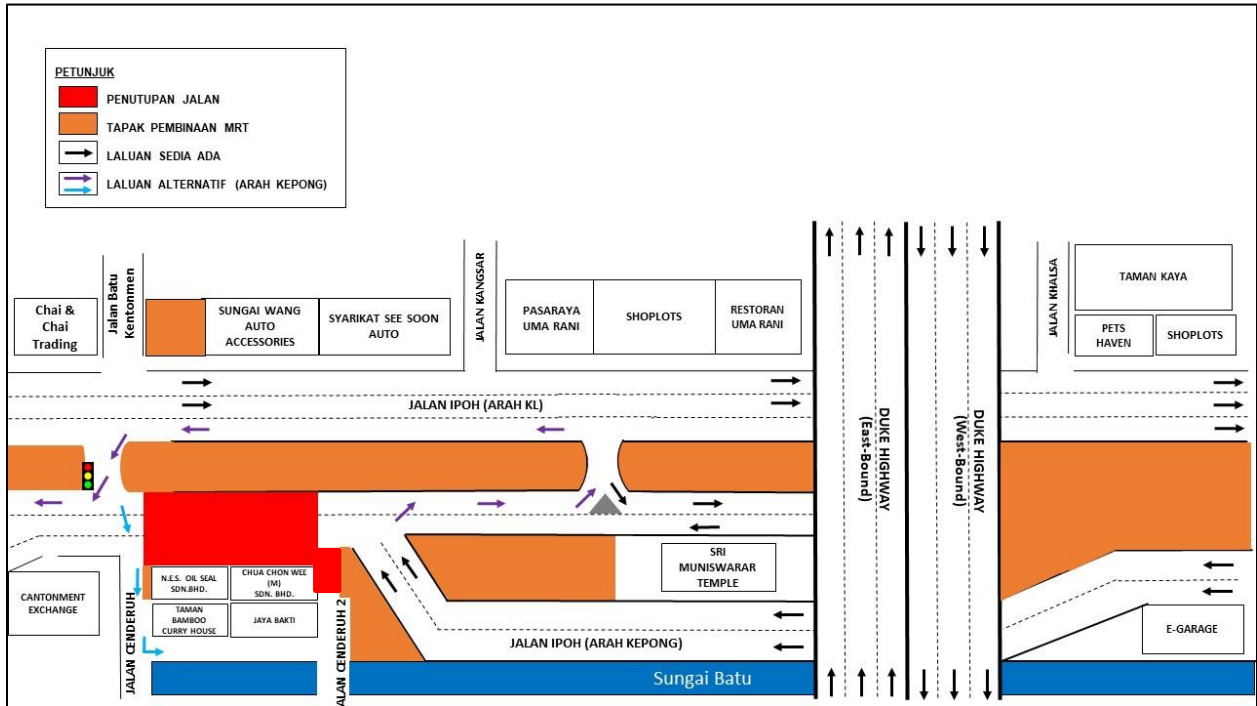 PETUNJUK
PENUTUPAN JALAN
TAPAK PEMBINAAN MRT
LALUAN SEDIA ADA
LALUAN ALTERNATIF (ARAH KEPONG)
Chai &
Chai
Trading
Jalan Batu
Kentonmen
SUNGAI WANG
AUTO
ACCESSORIES
SYARIKAT SEE SOON
AUTO
JALAN KANGSAR
PASARAYA
UMA RANI
SHOPLOTS
RESTORAN
UMA RANI
JALAN KHALSA
TAMAN KAYA
PETS
HAVEN
SHOPLOTS
JALAN IPOH (ARAH KL)
DUKE HIGHWAY
(East-Bound)
DUKE HIGHWAY
(West-Bound)
CANTONMENT
EXCHANGE
JALAN CENDERUH
N.E.S. OIL SEAL
SDN.BHD.
CHUA CHON WEE
(M)
SDN. BHD.
TAMAN
BAMBOO
CURRY HOUSE
JAYA BAKTI
JALAN CENDERUH 2
SRI
MUNISWARAR
TEMPLE
JALAN IPOH (ARAH KEPONG)
E-GARAGE
Sungai Batu